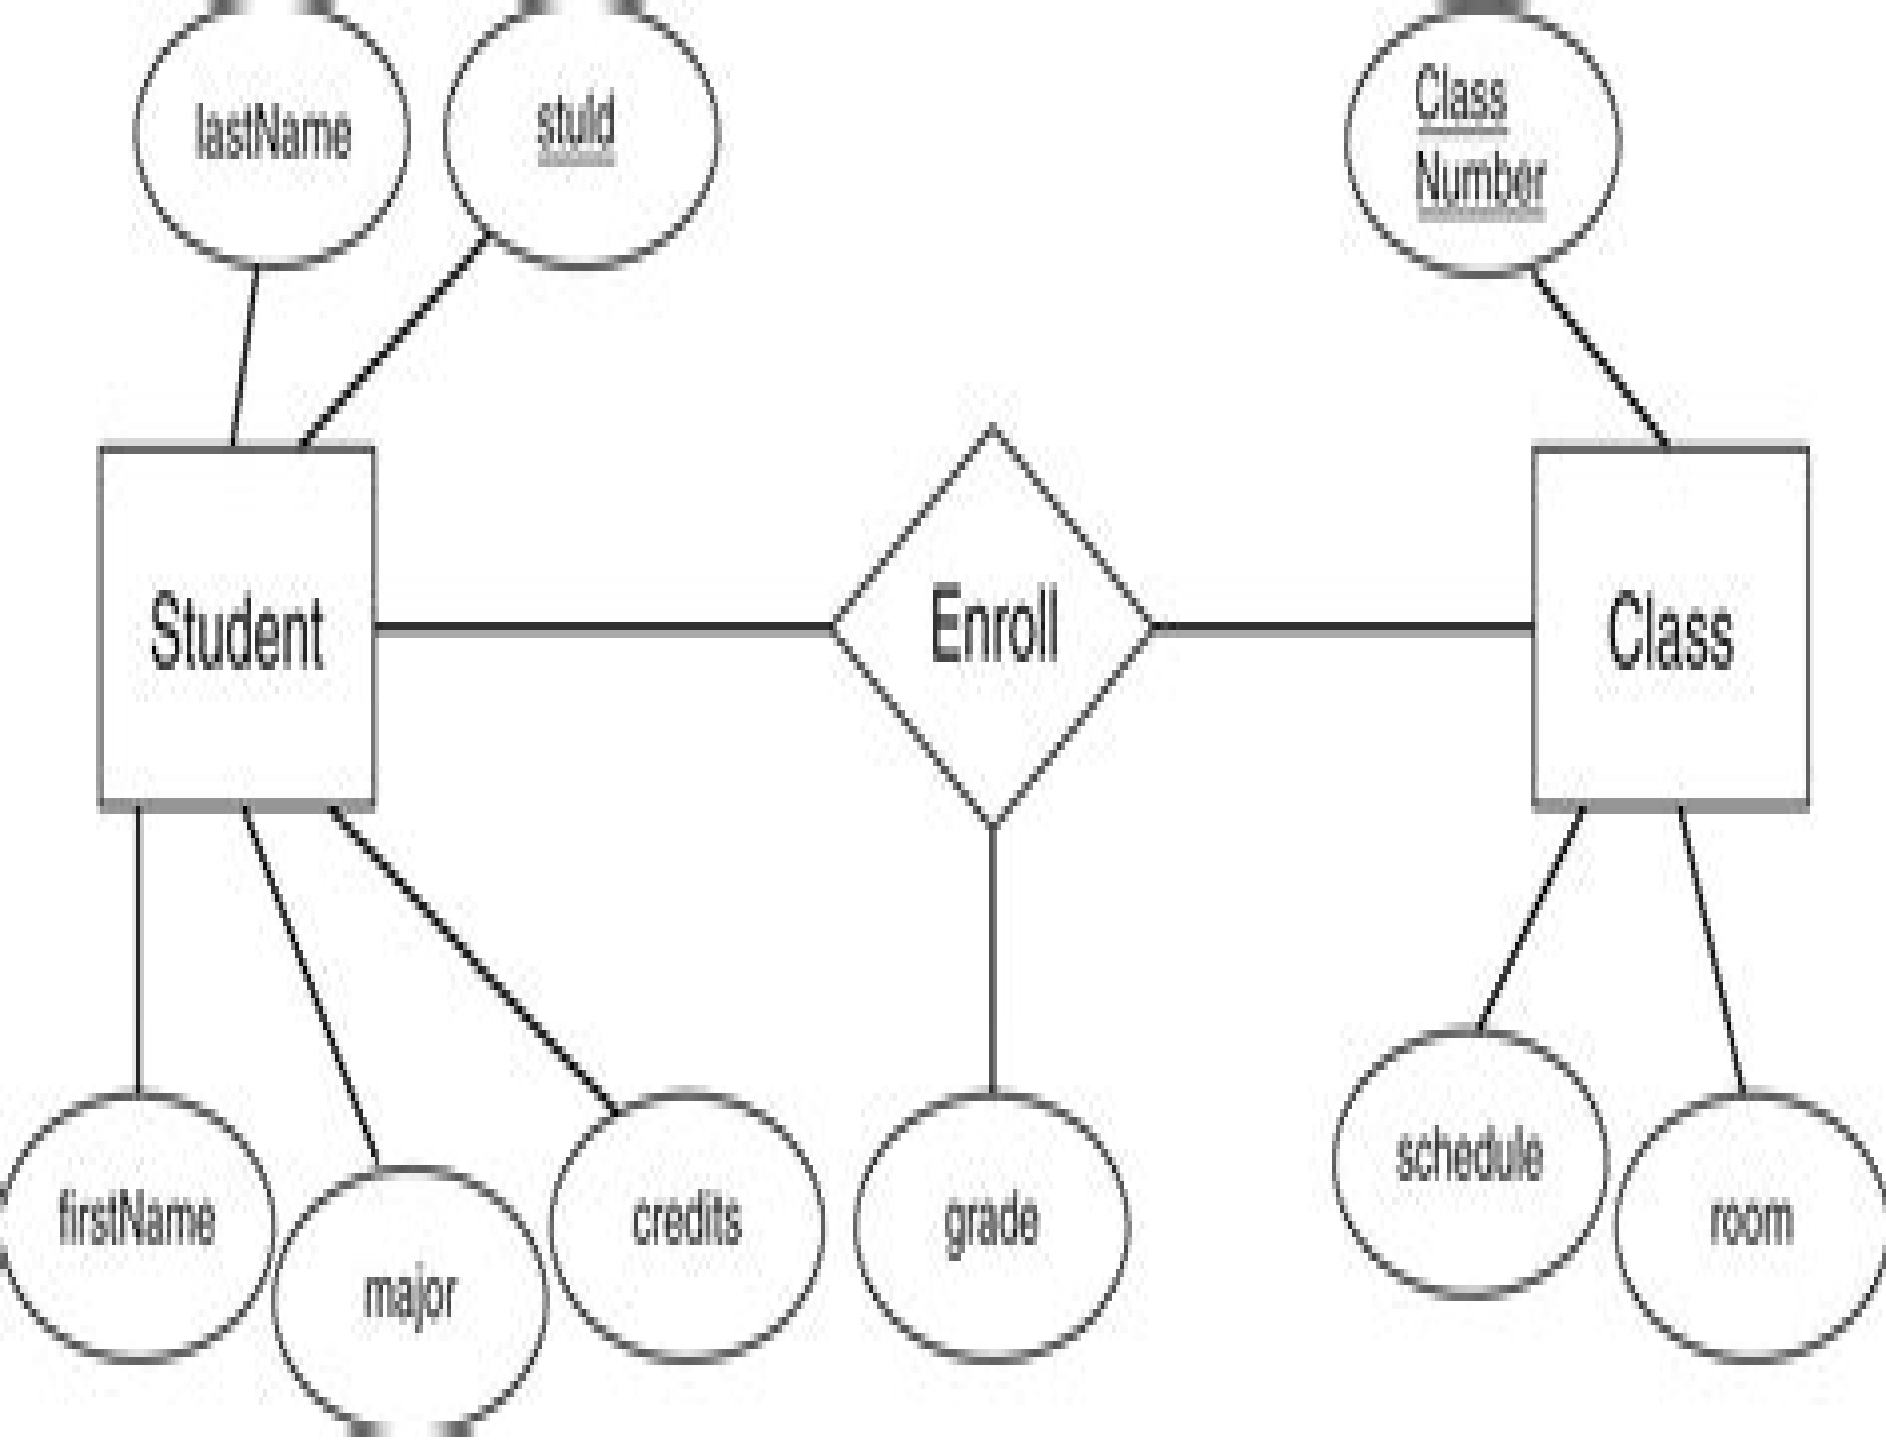 lastName
stuId
Class
Number
Student
Enroll
Class
firstName
major
credits
grade
schedule
room